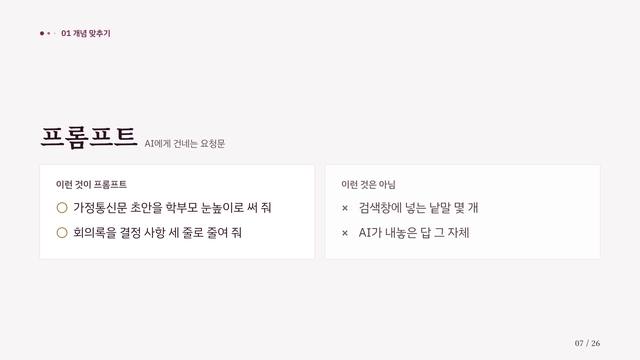 01 개념 맞추기
프롬프트 AI에게 건네는 요청문
이런 것이 프롬프트
○ 가정통신문 초안을 학부모 눈높이로 써 줘
○ 회의록을 결정 사항 세 줄로 줄여 줘
이런 것은 아님
× 검색창에 넣는 낱말 몇 개
× AI가 내놓은 답 그 자체
07 / 26